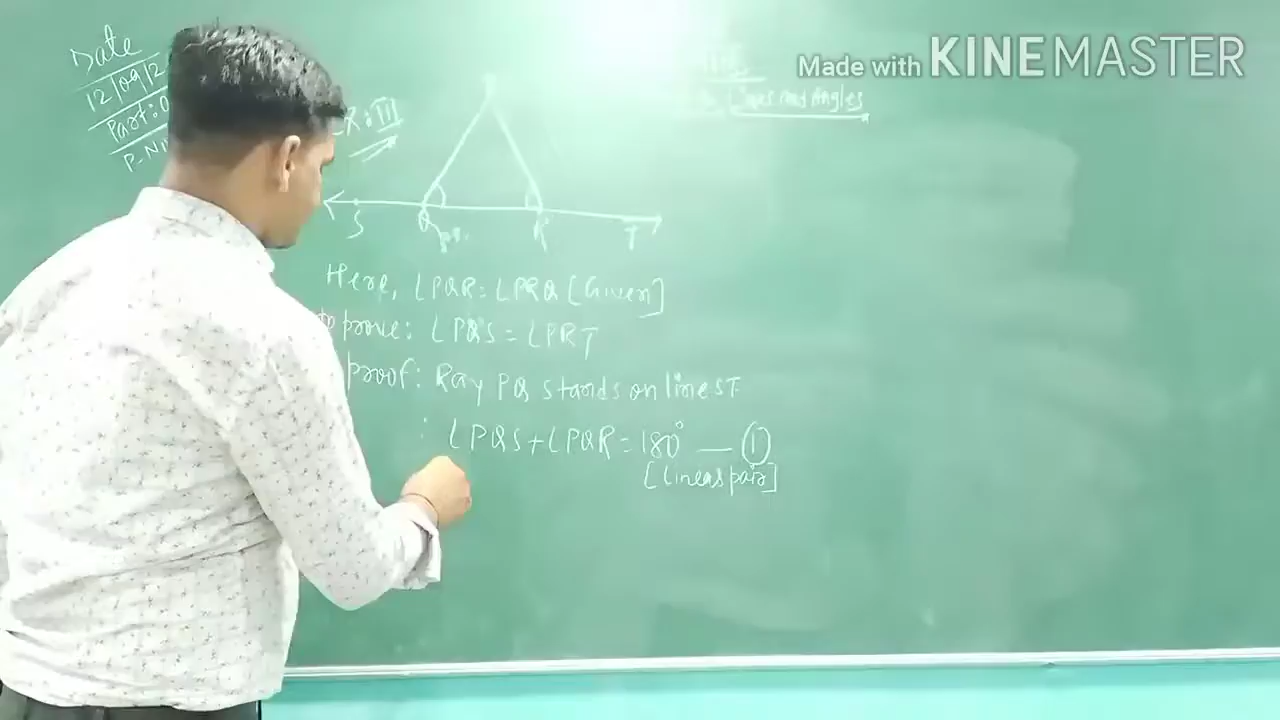 Made with KINEMASTER
Date
12/09/2
Part: 0
P-N
III
Lines and Angles
S Q R T
Here, ∠PQR = ∠PRQ [Given]
To prove: ∠PQS = ∠PRT
proof: Ray PQ stands on line ST
∴ ∠PQS + ∠PQR = 180° — ①
[Linear pair]